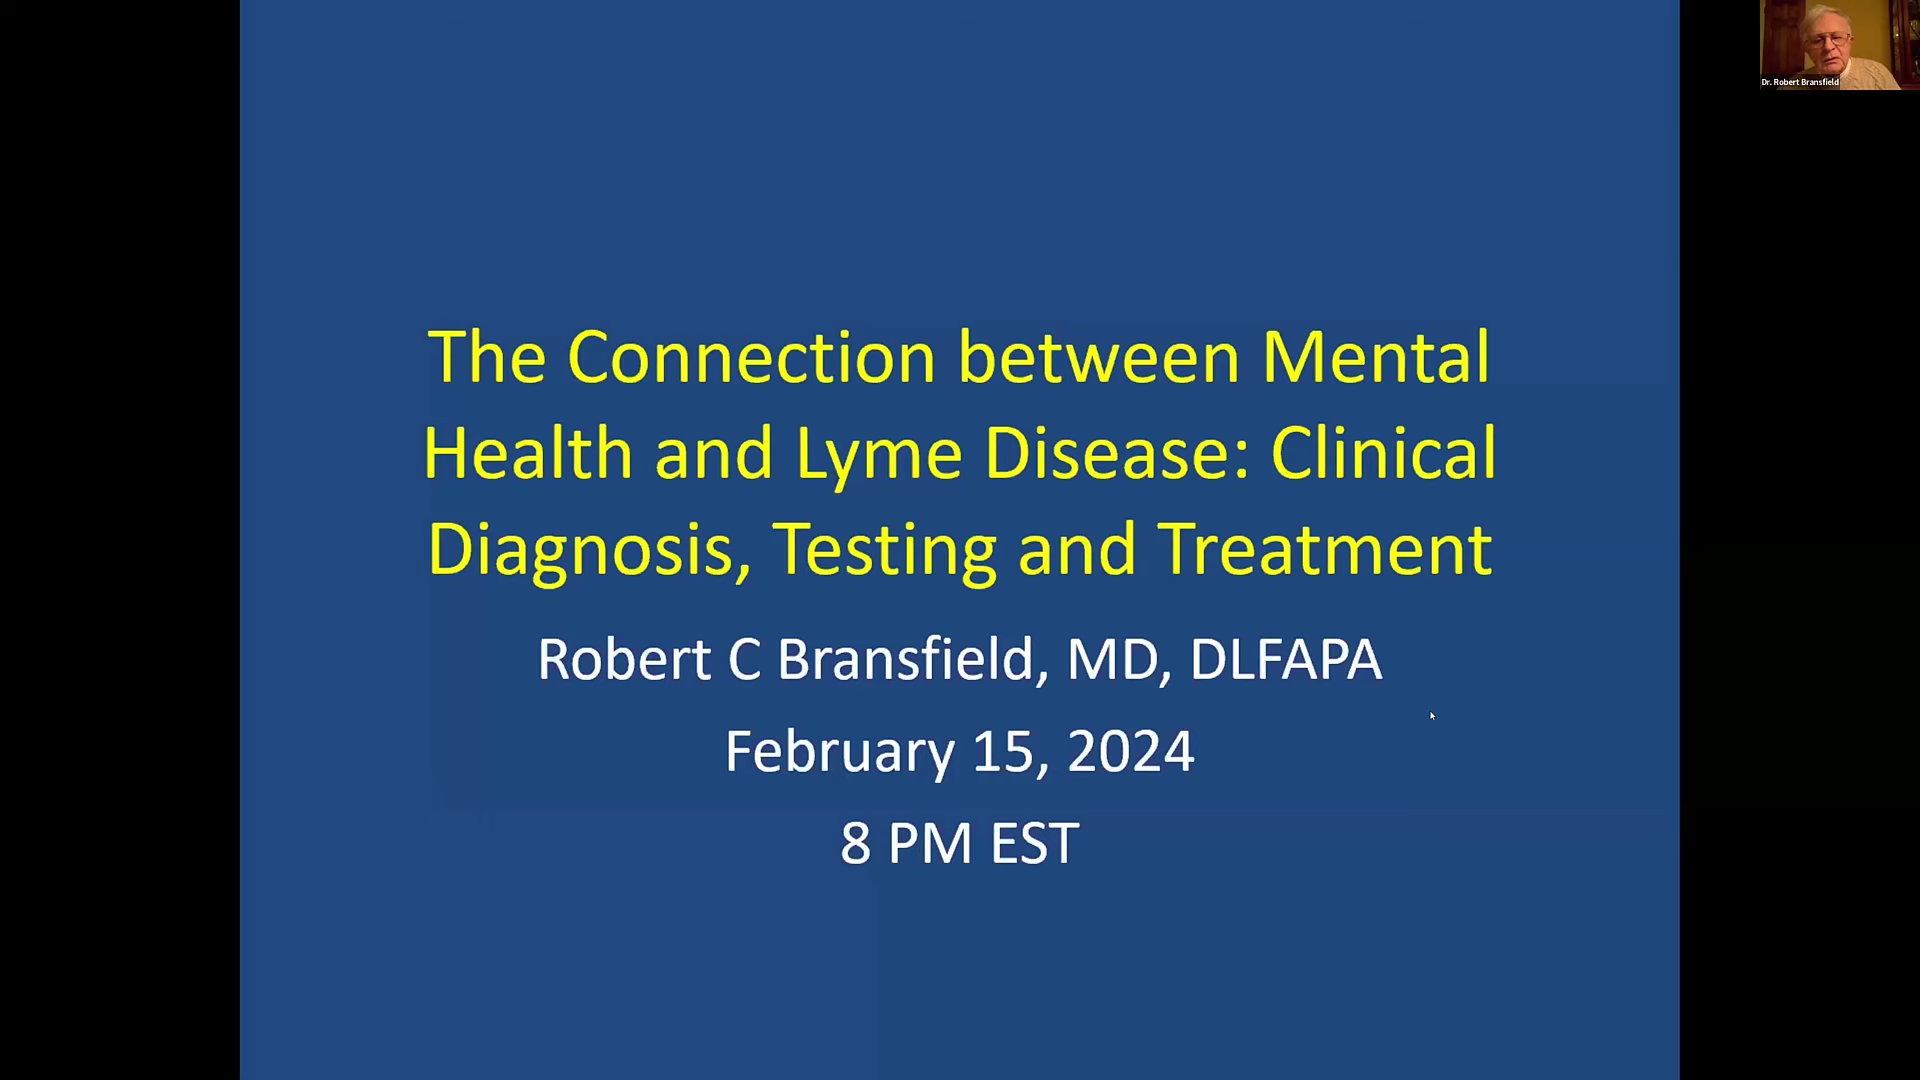 Dr. Robert Bransfield
The Connection between Mental
Health and Lyme Disease: Clinical
Diagnosis, Testing and Treatment
Robert C Bransfield, MD, DLFAPA
February 15, 2024
8 PM EST